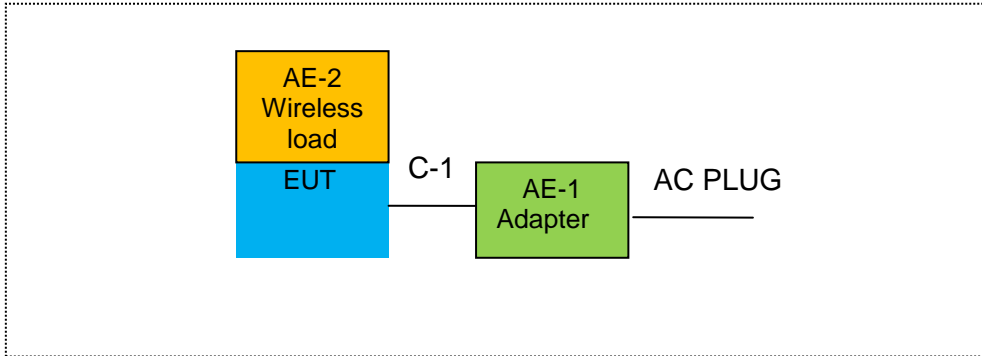 AE-2
Wireless
load
EUT
C-1
AE-1
Adapter
AC PLUG